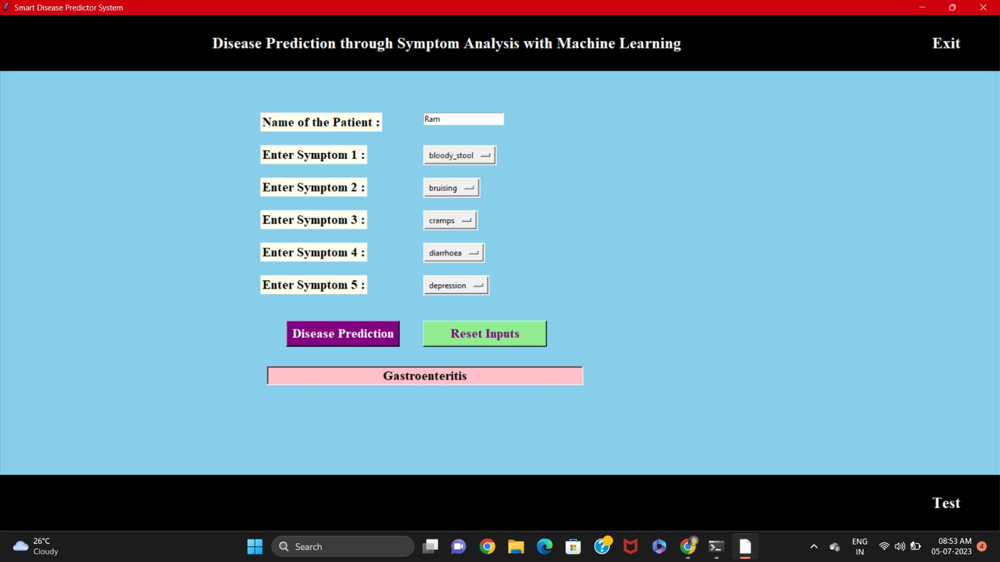 Smart Disease Predictor System
Disease Prediction through Symptom Analysis with Machine Learning
Exit
Name of the Patient :
Ram
Enter Symptom 1 :
bloody_stool
Enter Symptom 2 :
bruising
Enter Symptom 3 :
cramps
Enter Symptom 4 :
diarrhoea
Enter Symptom 5 :
depression
Disease Prediction
Reset Inputs
Gastroenteritis
Test
26°C
Cloudy
Search
ENG
IN
08:53 AM
05-07-2023
4